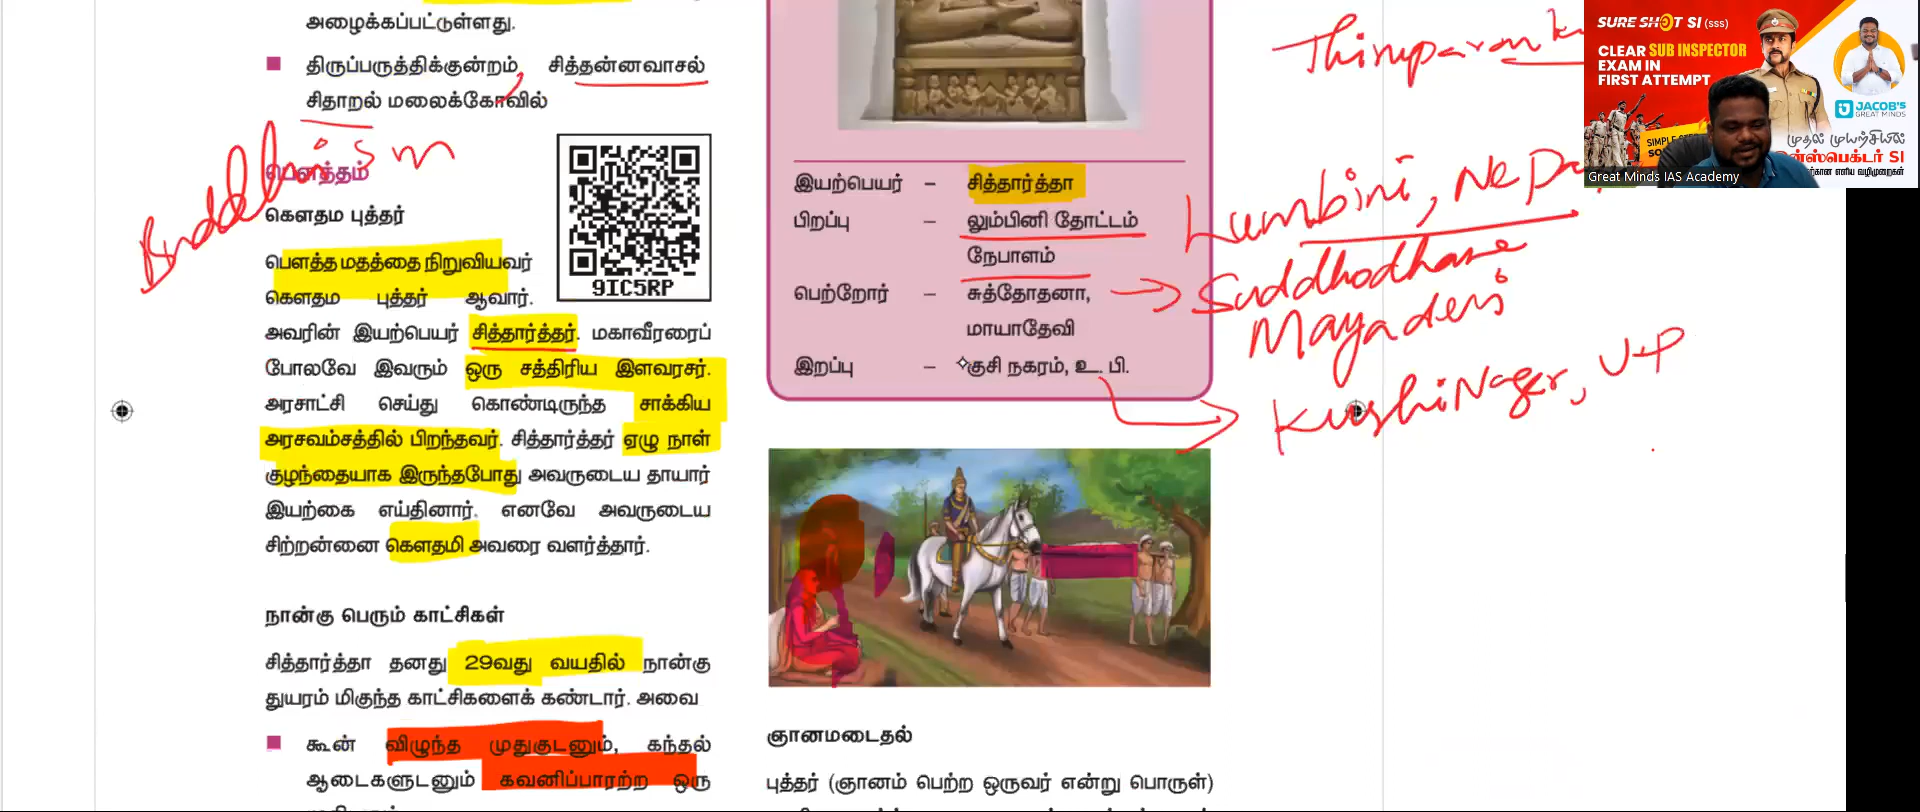 அழைக்கப்பட்டுள்ளது.
திருப்பருத்திக்குன்றம், சித்தன்னவாசல்
சிதாறல் மலைக்கோவில்
Buddhism
பௌத்தம்
கௌதம புத்தர்
பௌத்த மதத்தை நிறுவியவர்
கௌதம புத்தர் ஆவார்.
அவரின் இயற்பெயர் சித்தார்த்தர். மகாவீரரைப்
போலவே இவரும் ஒரு சத்திரிய இளவரசர்.
அரசாட்சி செய்து கொண்டிருந்த சாக்கிய
அரசவம்சத்தில் பிறந்தவர். சித்தார்த்தர் ஏழு நாள்
குழந்தையாக இருந்தபோது அவருடைய தாயார்
இயற்கை எய்தினார். எனவே அவருடைய
சிற்றன்னை கௌதமி அவரை வளர்த்தார்.
9IC5RP
நான்கு பெரும் காட்சிகள்
சித்தார்த்தா தனது 29வது வயதில் நான்கு
துயரம் மிகுந்த காட்சிகளைக் கண்டார். அவை
கூன் விழுந்த முதுகுடனும், கந்தல்
ஆடைகளுடனும் கவனிப்பாரற்ற ஒரு
இயற்பெயர் – சித்தார்த்தா
பிறப்பு – லும்பினி தோட்டம்
நேபாளம்
பெற்றோர் – சுத்தோதனா,
மாயாதேவி
இறப்பு – குசி நகரம், உ. பி.
ஞானமடைதல்
புத்தர் (ஞானம் பெற்ற ஒருவர் என்று பொருள்)
Lumbini,
Suddhodhana
Mayadevi
KushiNager, UP
SURE SHOT SI (SSS)
CLEAR SUB INSPECTOR
EXAM IN
FIRST ATTEMPT
JACOB'S
GREAT MINDS
முதல் முயற்சியில்
SI
Great Minds IAS Academy